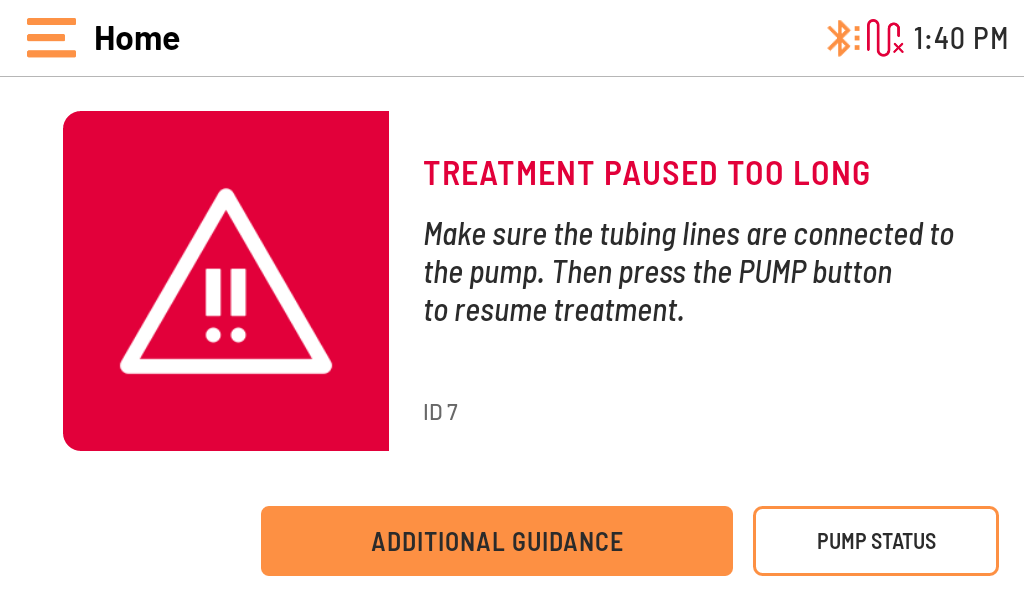 Home
1:40 PM
TREATMENT PAUSED TOO LONG
Make sure the tubing lines are connected to
the pump. Then press the PUMP button
to resume treatment.
ID 7
ADDITIONAL GUIDANCE
PUMP STATUS